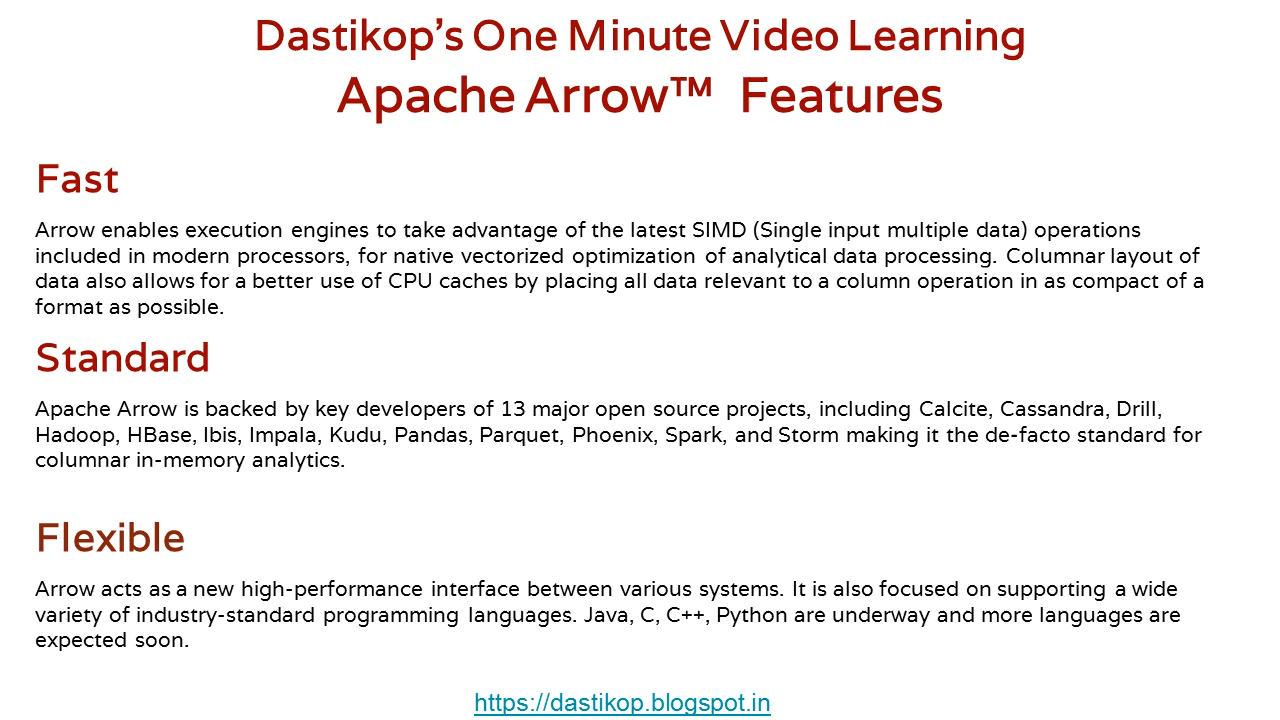 Dastikop’s One Minute Video Learning
Apache Arrow™ Features
Fast
Arrow enables execution engines to take advantage of the latest SIMD (Single input multiple data) operations
included in modern processors, for native vectorized optimization of analytical data processing. Columnar layout of
data also allows for a better use of CPU caches by placing all data relevant to a column operation in as compact of a
format as possible.
Standard
Apache Arrow is backed by key developers of 13 major open source projects, including Calcite, Cassandra, Drill,
Hadoop, HBase, Ibis, Impala, Kudu, Pandas, Parquet, Phoenix, Spark, and Storm making it the de-facto standard for
columnar in-memory analytics.
Flexible
Arrow acts as a new high-performance interface between various systems. It is also focused on supporting a wide
variety of industry-standard programming languages. Java, C, C++, Python are underway and more languages are
expected soon.
https://dastikop.blogspot.in